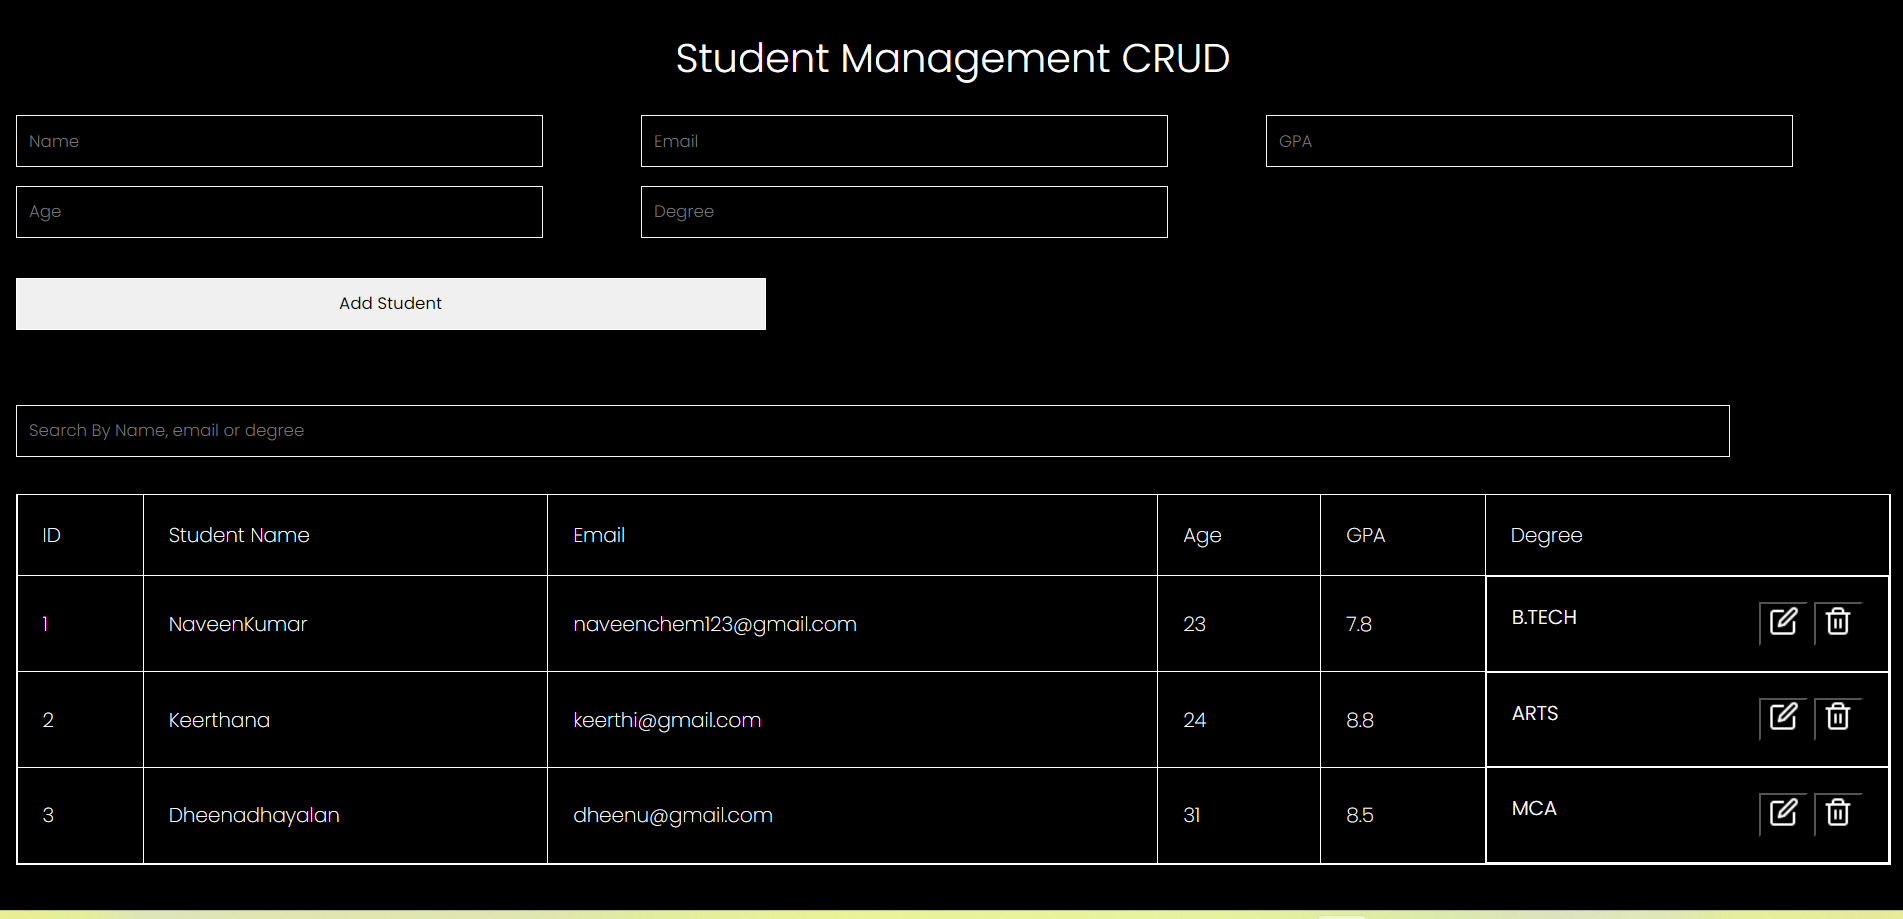 Student Management CRUD
Name Email GPA
Age Degree
Add Student
Search By Name, email or degree
ID Student Name Email Age GPA Degree
1 NaveenKumar naveenchem123@gmail.com 23 7.8 B.TECH
2 Keerthana keerthi@gmail.com 24 8.8 ARTS
3 Dheenadhayalan dheenu@gmail.com 31 8.5 MCA